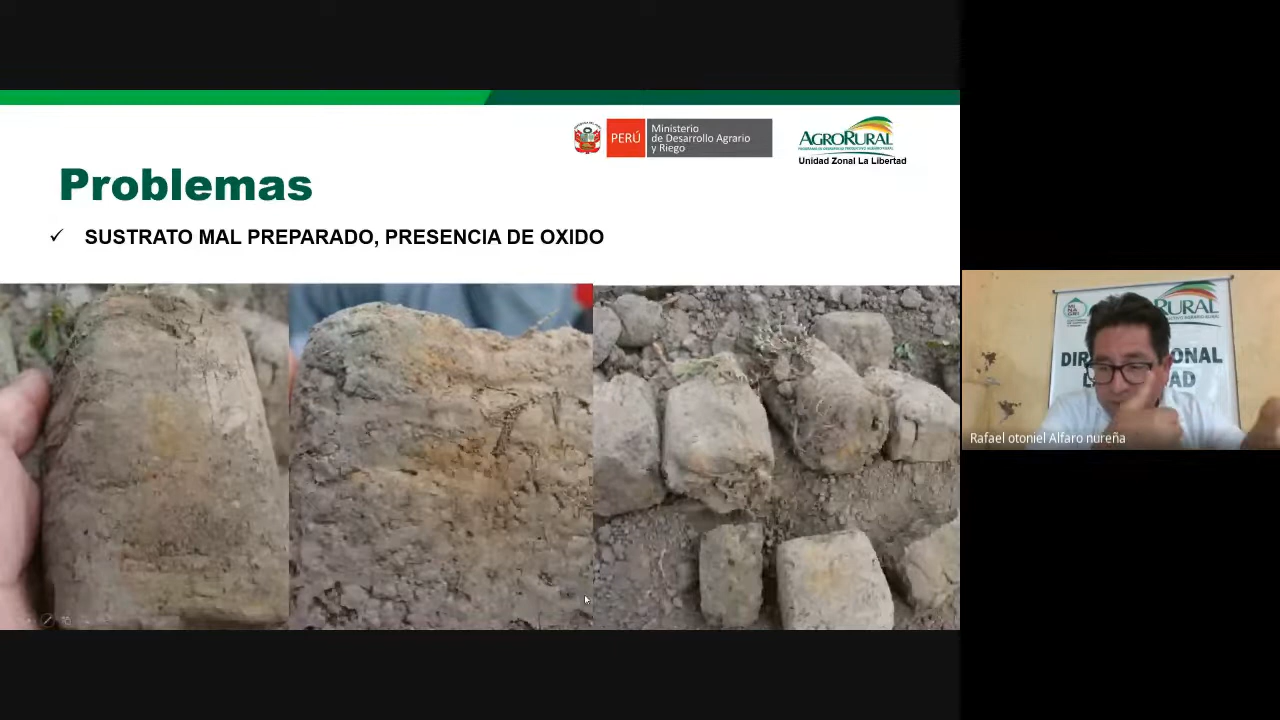 PERÚ
Ministerio
de Desarrollo Agrario
y Riego
AGRORURAL
Unidad Zonal La Libertad
Problemas
✓ SUSTRATO MAL PREPARADO, PRESENCIA DE OXIDO
RURAL
Rafael otoniel Alfaro nureña